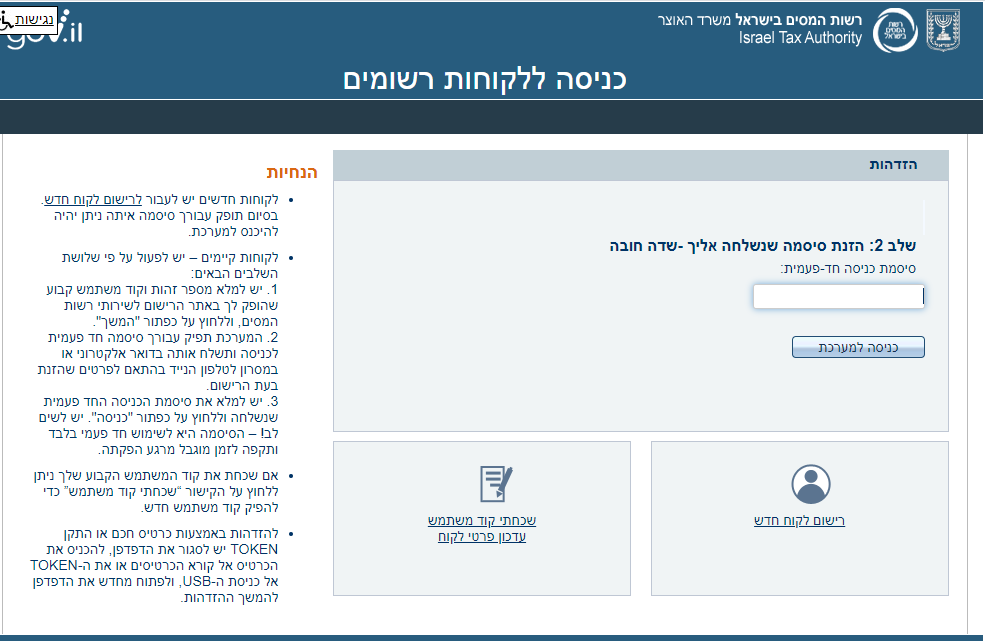 נגישות
gov.il
רשות המסים בישראל משרד האוצר
Israel Tax Authority
רשות המסים בישראל
כניסה ללקוחות רשומים
הזדהות
שלב 2: הזנת סיסמה שנשלחה אליך -שדה חובה
סיסמת כניסה חד-פעמית:
כניסה למערכת
רישום לקוח חדש
שכחתי קוד משתמש
עדכון פרטי לקוח
הנחיות
• לקוחות חדשים יש לעבור לרישום לקוח חדש.
בסיום תופק עבורך סיסמה איתה ניתן יהיה
להיכנס למערכת.
• לקוחות קיימים – יש לפעול על פי שלושת
השלבים הבאים:
1. יש למלא מספר זהות וקוד משתמש קבוע
שהופק לך באתר הרישום לשירותי רשות
המסים, וללחוץ על כפתור "המשך".
2. המערכת תפיק עבורך סיסמה חד פעמית
לכניסה ותשלח אותה בדואר אלקטרוני או
במסרון לטלפון הנייד בהתאם לפרטים שהזנת
בעת הרישום.
3. יש למלא את סיסמת הכניסה החד פעמית
שנשלחה וללחוץ על כפתור "כניסה". יש לשים
לב! – הסיסמה היא לשימוש חד פעמי בלבד
ותקפה לזמן מוגבל מרגע הפקתה.
• אם שכחת את קוד המשתמש הקבוע שלך ניתן
ללחוץ על הקישור "שכחתי קוד משתמש" כדי
להפיק קוד משתמש חדש.
• להזדהות באמצעות כרטיס חכם או התקן
TOKEN יש לסגור את הדפדפן, להכניס את
הכרטיס אל קורא הכרטיסים או את ה-TOKEN
אל כניסת ה-USB, ולפתוח מחדש את הדפדפן
להמשך ההזדהות.